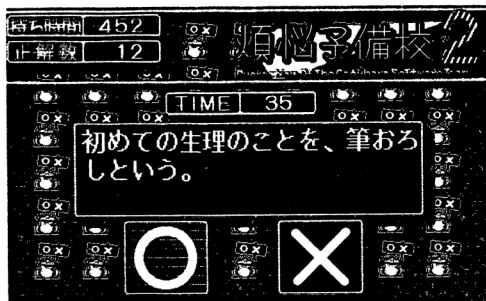 持ち時間 452
正解数 12
煩悩予備校2
TIME 35
初めての生理のことを、筆おろ
しという。
○ ×